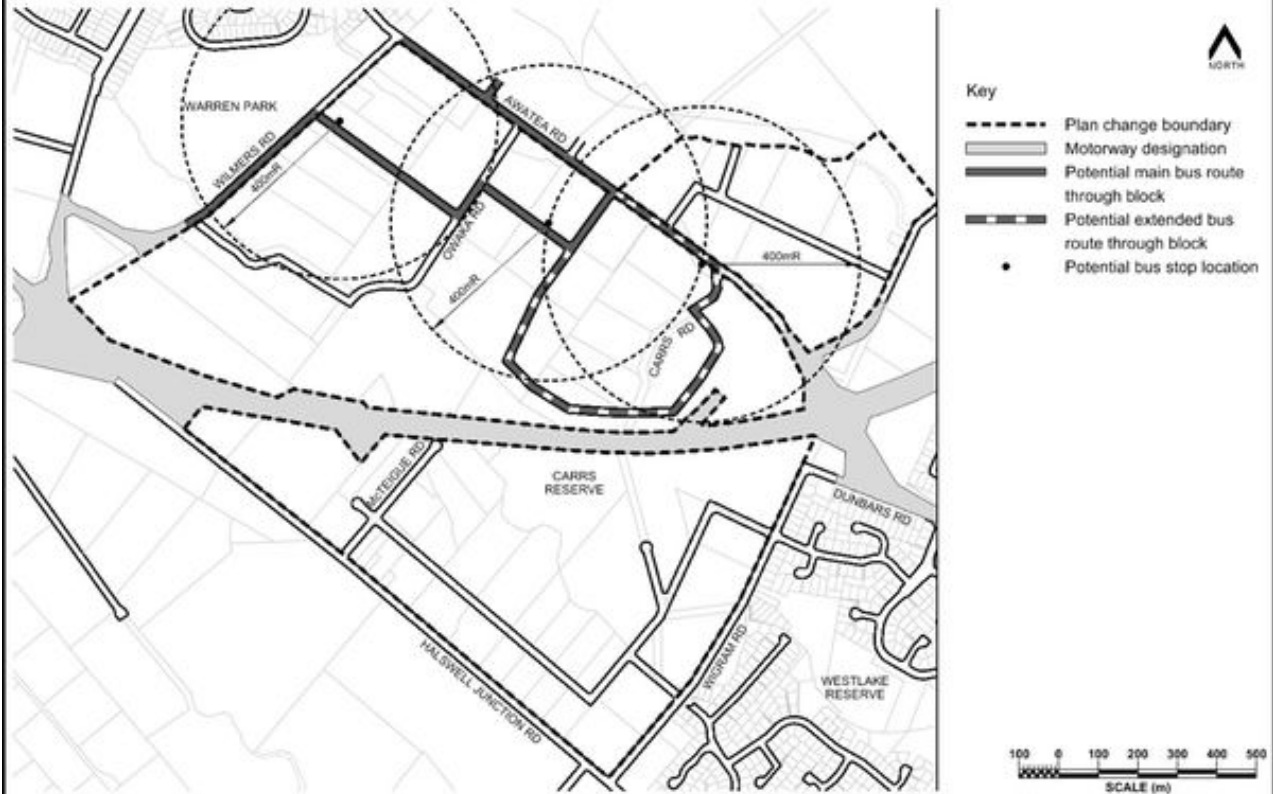 NORTH
Key
Plan change boundary
Motorway designation
Potential main bus route
through block
Potential extended bus
route through block
Potential bus stop location
WARREN PARK
WILMERS RD
400mR
AWATEA RD
OWAKA RD
400mR
400mR
CARRS RD
McTEIGUE RD
CARRS
RESERVE
DUNBARS RD
HALSWELL JUNCTION RD
WIGRAM RD
WESTLAKE
RESERVE
100 0 100 200 300 400 500
SCALE (m)